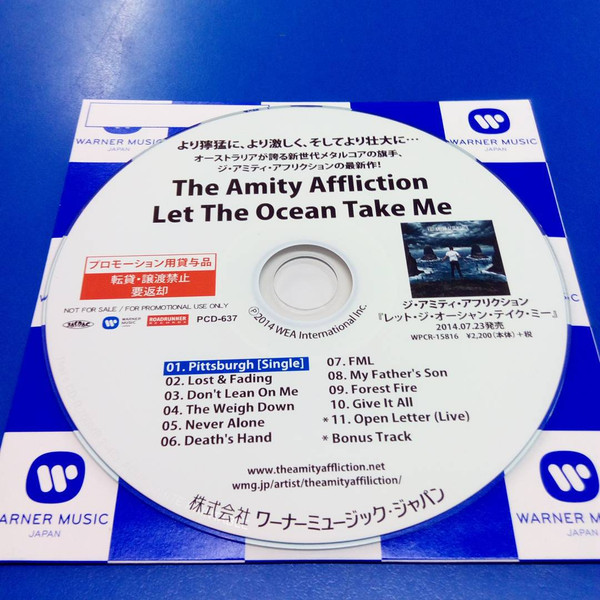 WARNER MUSIC
JAPAN
WARNER MUSIC
JAPAN
より獰猛に、より激しく、そしてより壮大に…
オーストラリアが誇る新世代メタルコアの旗手、
ジ・アミティ・アフリクションの最新作!
The Amity Affliction
Let The Ocean Take Me
プロモーション用貸与品
転貸・譲渡禁止
要返却
NOT FOR SALE / FOR PROMOTIONAL USE ONLY
WARNER MUSIC
ROADRUNNER
RECORDS
PCD-637
Ⓟ2014 WEA International Inc.
ジ・アミティ・アフリクション
『レット・ジ・オーシャン・テイク・ミー』
2014.07.23発売
WPCR-15816 ¥2,200(本体)+税
01. Pittsburgh [Single]
02. Lost & Fading
03. Don't Lean On Me
04. The Weigh Down
05. Never Alone
06. Death's Hand
07. FML
08. My Father's Son
09. Forest Fire
10. Give It All
* 11. Open Letter (Live)
* Bonus Track
www.theamityaffliction.net
wmg.jp/artist/theamityaffliction/
株式会社 ワーナーミュージック・ジャパン
WARNER MUSIC
JAPAN
WARNER MUSIC
JAPAN